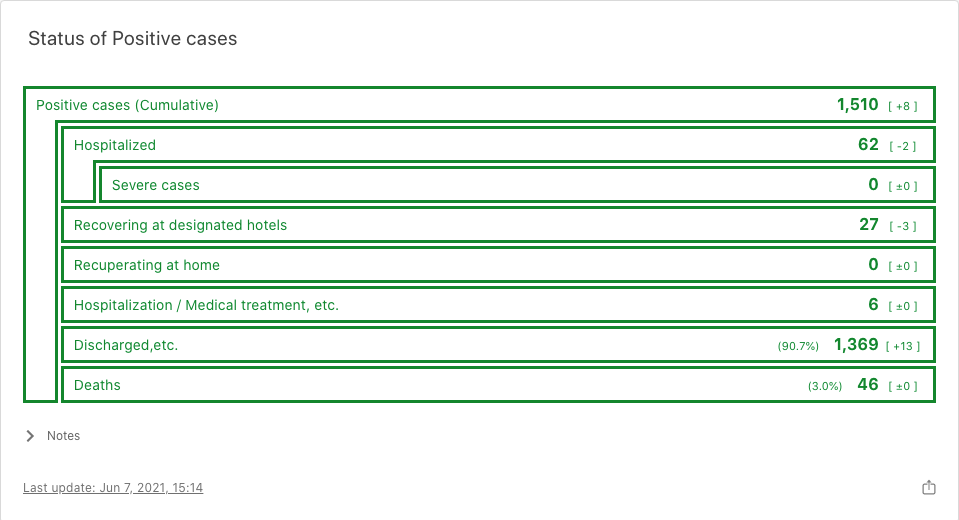 Status of Positive cases
Positive cases (Cumulative) 1,510 [ +8 ]
Hospitalized 62 [ -2 ]
Severe cases 0 [ ±0 ]
Recovering at designated hotels 27 [ -3 ]
Recuperating at home 0 [ ±0 ]
Hospitalization / Medical treatment, etc. 6 [ ±0 ]
Discharged,etc. (90.7%) 1,369 [ +13 ]
Deaths (3.0%) 46 [ ±0 ]
Notes
Last update: Jun 7, 2021, 15:14